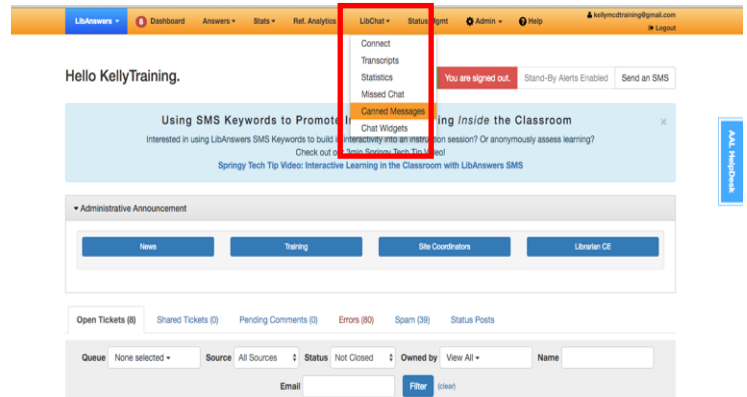 kellymcdtraining@gmail.com
LibAnswers Dashboard Answers Stats Ref. Analytics LibChat Status Mgmt Admin Help
Logout
Connect
Transcripts
Statistics
Missed Chat
Canned Messages
Chat Widgets
Hello KellyTraining.
You are signed out. Stand-By Alerts Enabled Send an SMS
Using SMS Keywords to Promote ing Inside the Classroom ×
Interested in using LibAnswers SMS Keywords to build interactivity into an instruction session? Or anonymously assess learning?
Check out our 3min Springy Tech Tip Video!
Springy Tech Tip Video: Interactive Learning in the Classroom with LibAnswers SMS
AAL HelpDesk
Administrative Announcement
News Training Site Coordinators Librarian CE
Open Tickets (8) Shared Tickets (0) Pending Comments (0) Errors (80) Spam (39) Status Posts
Queue None selected Source All Sources Status Not Closed Owned by View All Name
Email Filter (clear)